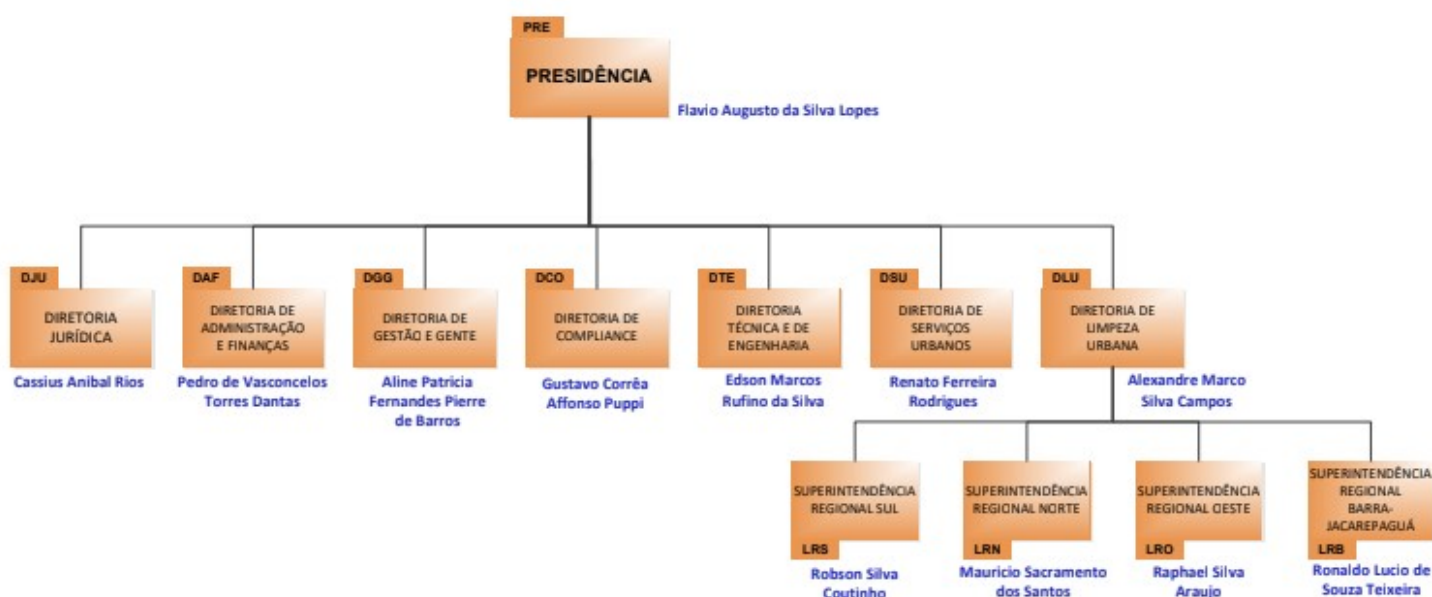 PRE
PRESIDÊNCIA
Flavio Augusto da Silva Lopes
DJU
DIRETORIA
JURÍDICA
Cassius Anibal Rios
DAF
DIRETORIA DE
ADMINISTRAÇÃO
E FINANÇAS
Pedro de Vasconcelos
Torres Dantas
DGG
DIRETORIA DE
GESTÃO E GENTE
Aline Patricia
Fernandes Pierre
de Barros
DCO
DIRETORIA DE
COMPLIANCE
Gustavo Corrêa
Affonso Puppi
DTE
DIRETORIA
TÉCNICA E DE
ENGENHARIA
Edson Marcos
Rufino da Silva
DSU
DIRETORIA DE
SERVIÇOS
URBANOS
Renato Ferreira
Rodrigues
DLU
DIRETORIA DE
LIMPEZA
URBANA
Alexandre Marco
Silva Campos
SUPERINTENDÊNCIA
REGIONAL SUL
LRS
Robson Silva
Coutinho
SUPERINTENDÊNCIA
REGIONAL NORTE
LRN
Mauricio Sacramento
dos Santos
SUPERINTENDÊNCIA
REGIONAL OESTE
LRO
Raphael Silva
Araujo
SUPERINTENDÊNCIA
REGIONAL
BARRA-
JACAREPAGUÁ
LRB
Ronaldo Lucio de
Souza Teixeira